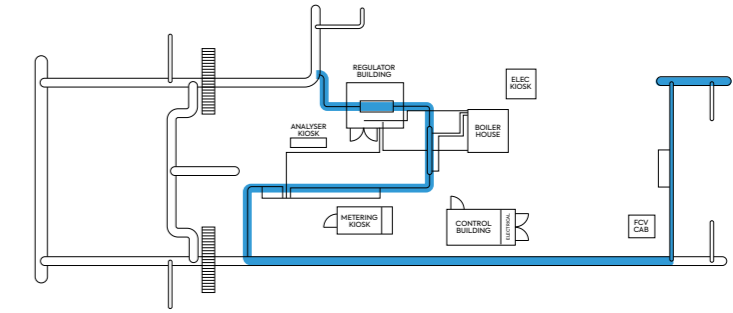 REGULATOR
BUILDING
ELEC
KIOSK
ANALYSER
KIOSK
BOILER
HOUSE
METERING
KIOSK
CONTROL
BUILDING
ELECTRICAL
FCV
CAB